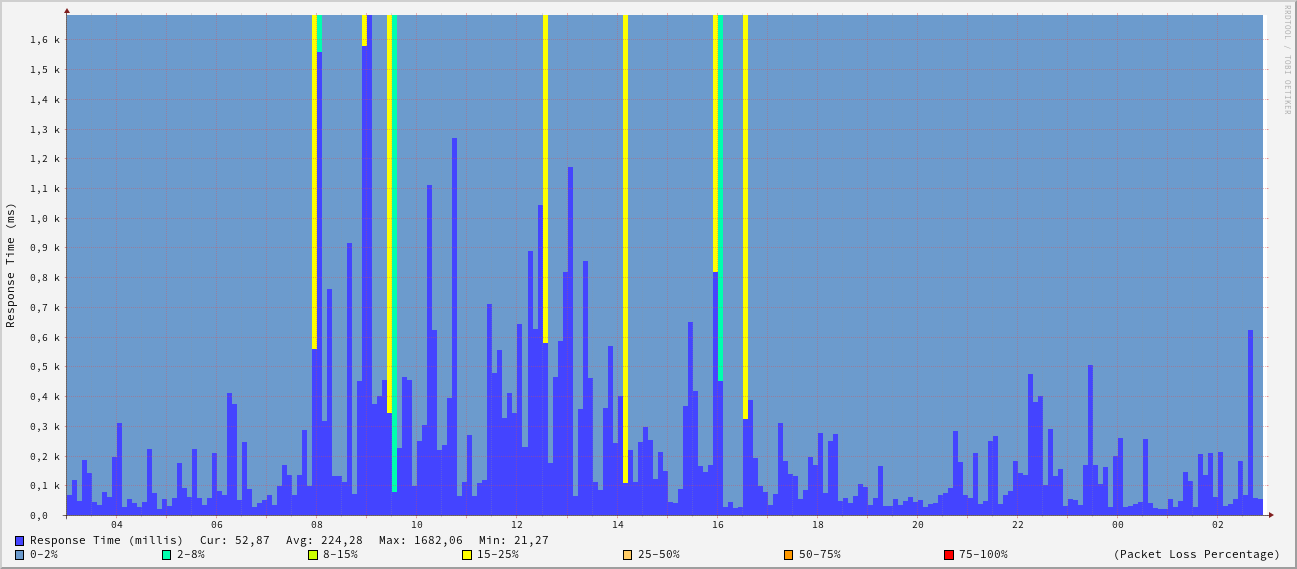 RRDTOOL / TOBI OETIKER
Response Time (ms)
1,6 k
1,5 k
1,4 k
1,3 k
1,2 k
1,1 k
1,0 k
0,9 k
0,8 k
0,7 k
0,6 k
0,5 k
0,4 k
0,3 k
0,2 k
0,1 k
0,0
04 06 08 10 12 14 16 18 20 22 00 02
Response Time (millis) Cur: 52,87 Avg: 224,28 Max: 1682,06 Min: 21,27
0-2% 2-8% 8-15% 15-25% 25-50% 50-75% 75-100% (Packet Loss Percentage)